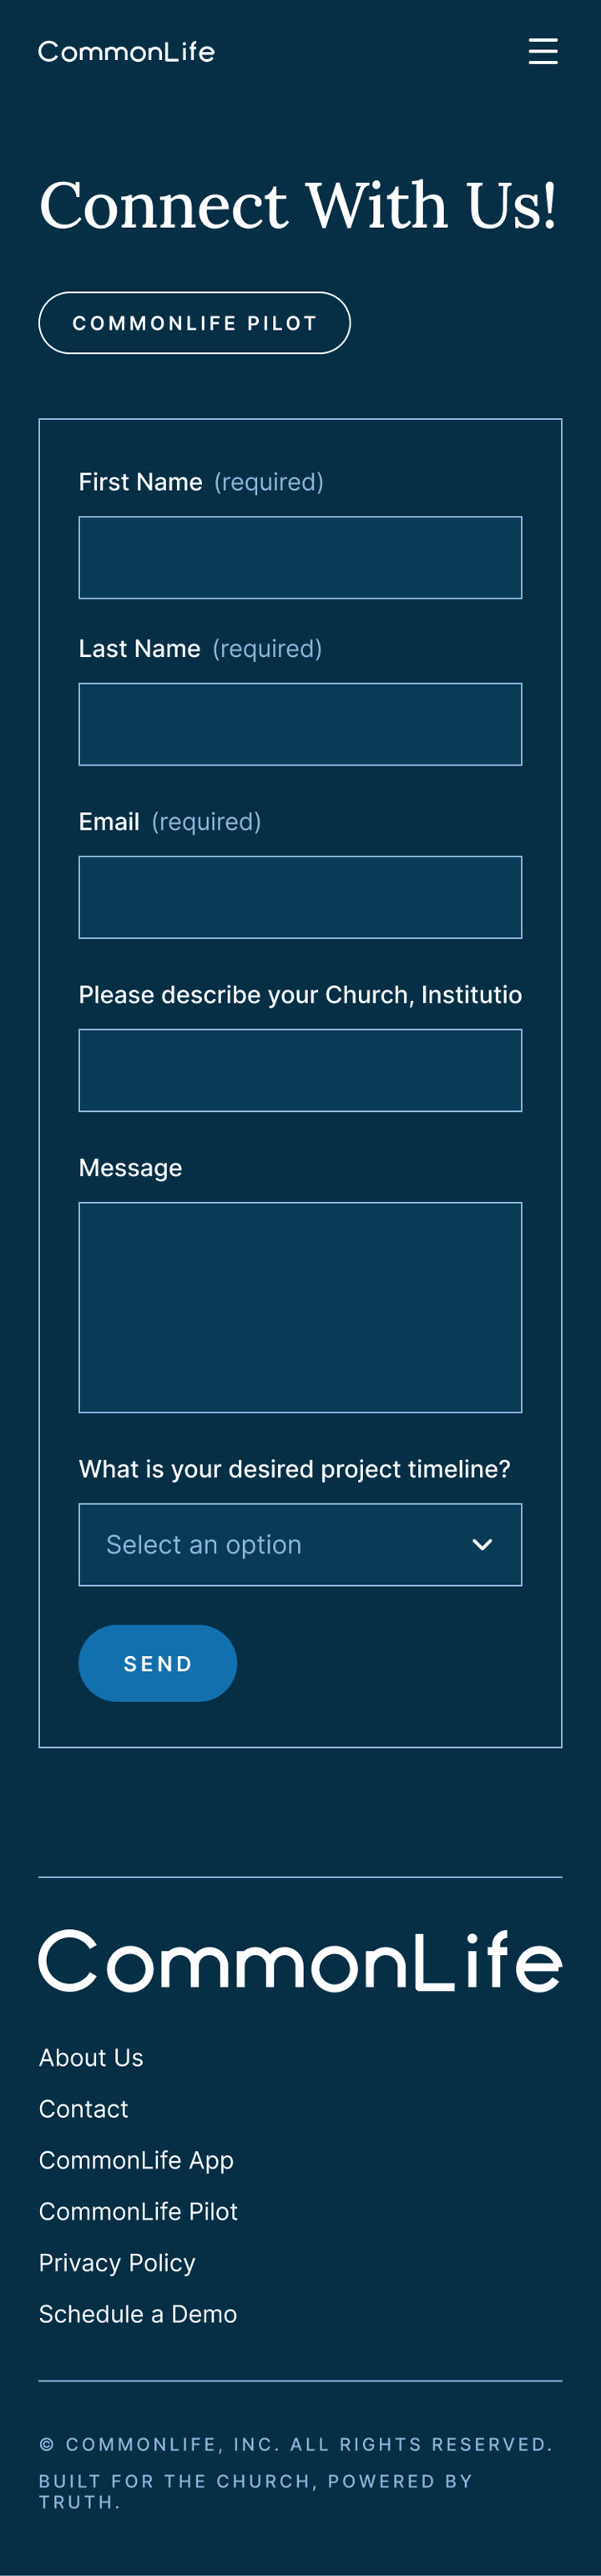 CommonLife
Connect With Us!
COMMONLIFE PILOT
First Name (required)
Last Name (required)
Email (required)
Please describe your Church, Institutio
Message
What is your desired project timeline?
Select an option
SEND
CommonLife
About Us
Contact
CommonLife App
CommonLife Pilot
Privacy Policy
Schedule a Demo
© COMMONLIFE, INC. ALL RIGHTS RESERVED.
BUILT FOR THE CHURCH, POWERED BY
TRUTH.